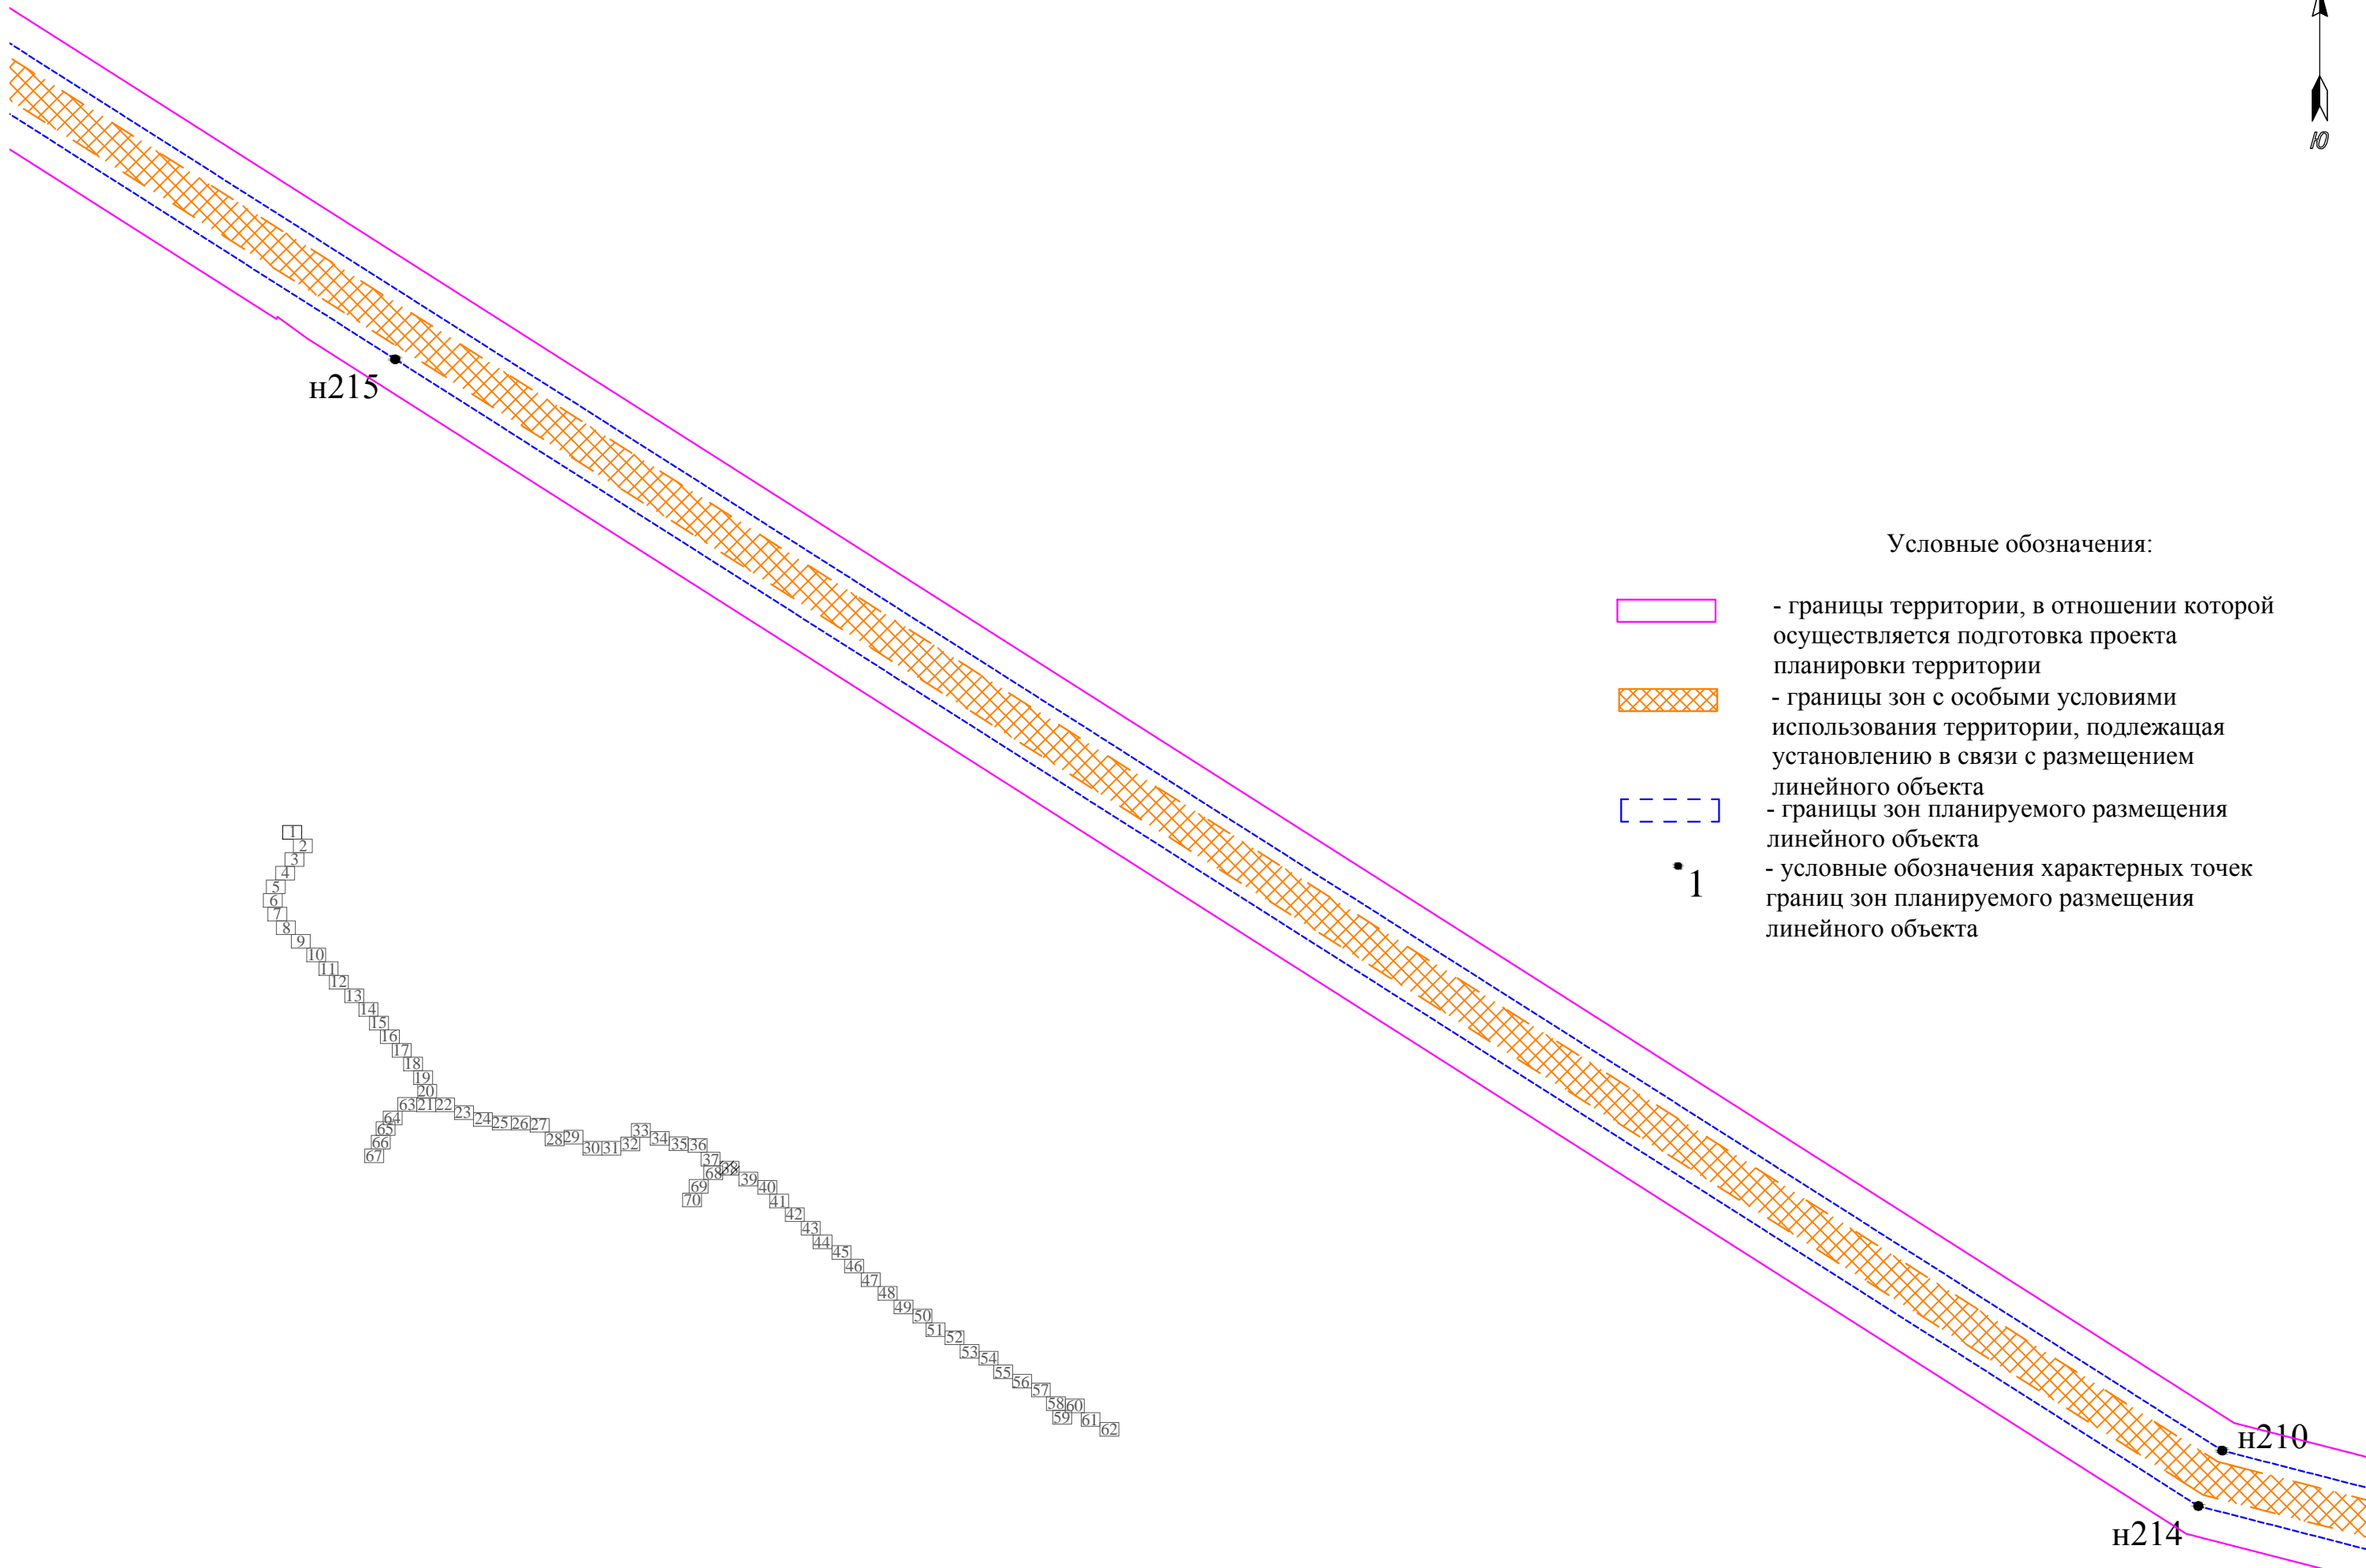 Ю
н215
Условные обозначения:
- границы территории, в отношении которой
осуществляется подготовка проекта
планировки территории
- границы зон с особыми условиями
использования территории, подлежащая
установлению в связи с размещением
линейного объекта
- границы зон планируемого размещения
линейного объекта
1
- условные обозначения характерных точек
границ зон планируемого размещения
линейного объекта
1
2
3
4
5
6
7
8
9
10
11
12
13
14
15
16
17
18
19
20
63 21 22
23
64
24
25 26 27
65
28 29
66
30 31 32
33
34
35 36
67
37
38
68
39
69
40
70
41
42
43
44
45
46
47
48
49
50
51
52
53
54
55
56
57
58 60
59 61
62
н210
н214